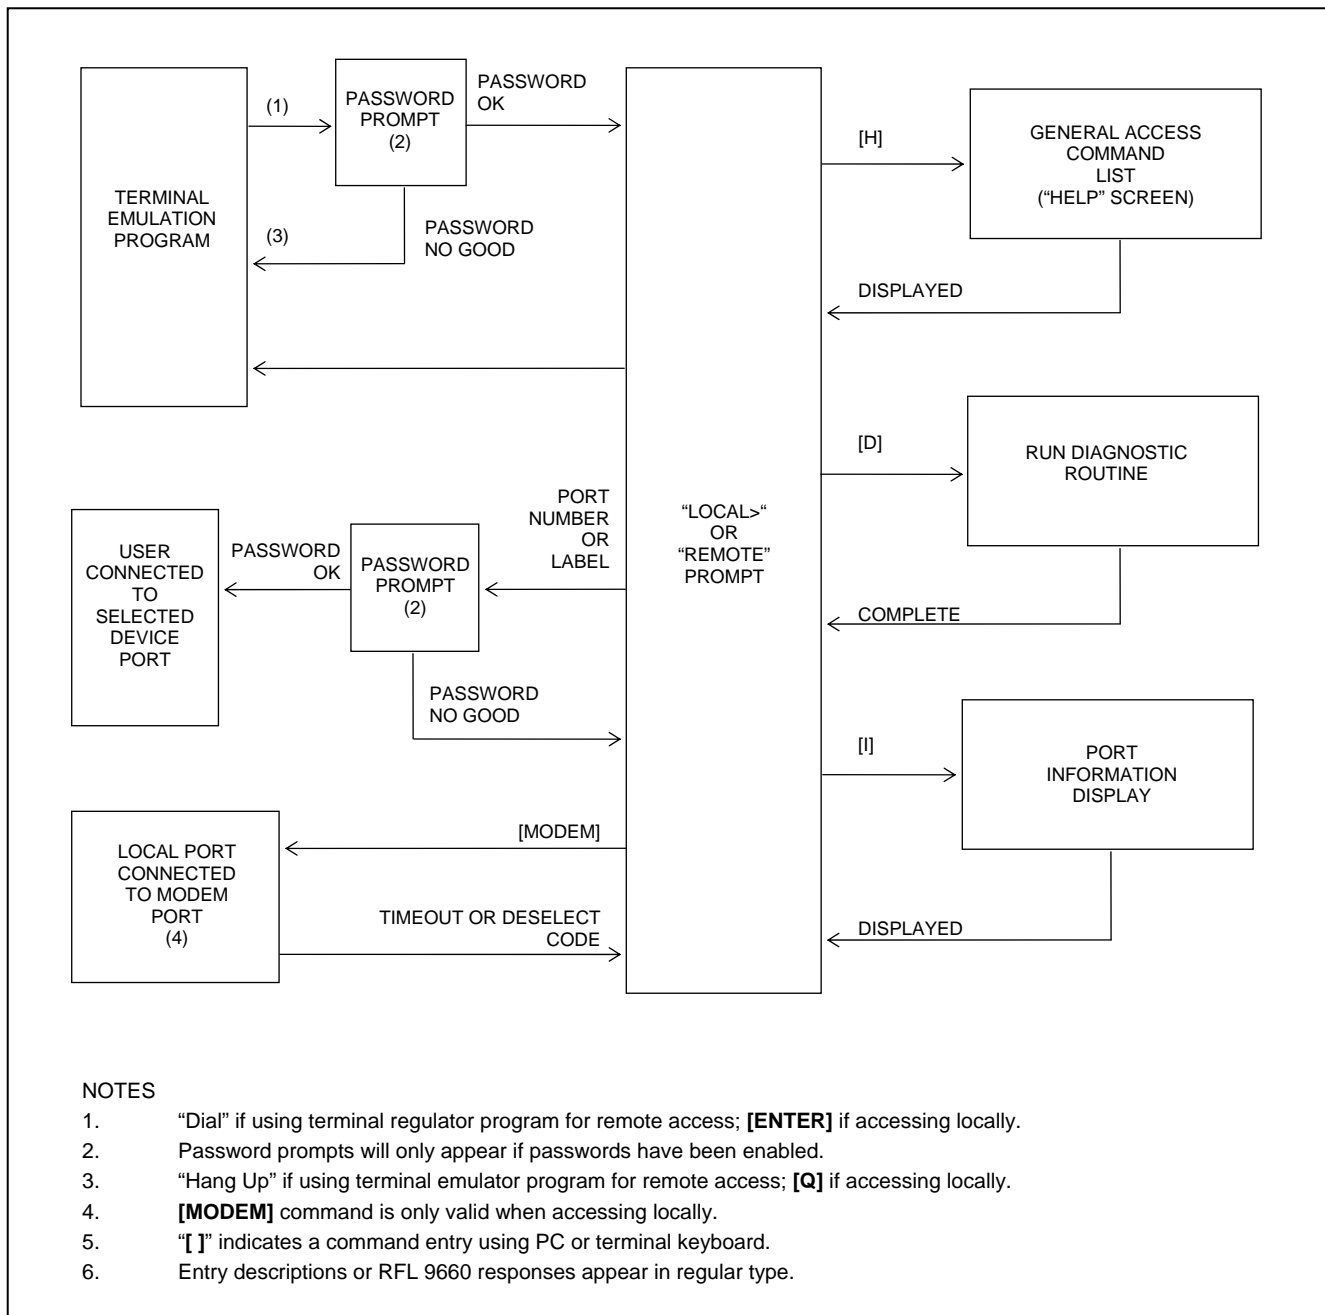 TERMINAL
EMULATION
PROGRAM
(1)
PASSWORD
PROMPT
(2)
PASSWORD
OK
(3)
PASSWORD
NO GOOD
"LOCAL>"
OR
"REMOTE"
PROMPT
[H]
GENERAL ACCESS
COMMAND
LIST
("HELP" SCREEN)
DISPLAYED
[D]
RUN DIAGNOSTIC
ROUTINE
COMPLETE
[I]
PORT
INFORMATION
DISPLAY
DISPLAYED
PORT
NUMBER
OR
LABEL
PASSWORD
PROMPT
(2)
PASSWORD
OK
USER
CONNECTED
TO
SELECTED
DEVICE
PORT
PASSWORD
NO GOOD
[MODEM]
LOCAL PORT
CONNECTED
TO MODEM
PORT
(4)
TIMEOUT OR DESELECT
CODE
NOTES
1. "Dial" if using terminal regulator program for remote access; [ENTER] if accessing locally.
2. Password prompts will only appear if passwords have been enabled.
3. "Hang Up" if using terminal emulator program for remote access; [Q] if accessing locally.
4. [MODEM] command is only valid when accessing locally.
5. "[ ]" indicates a command entry using PC or terminal keyboard.
6. Entry descriptions or RFL 9660 responses appear in regular type.